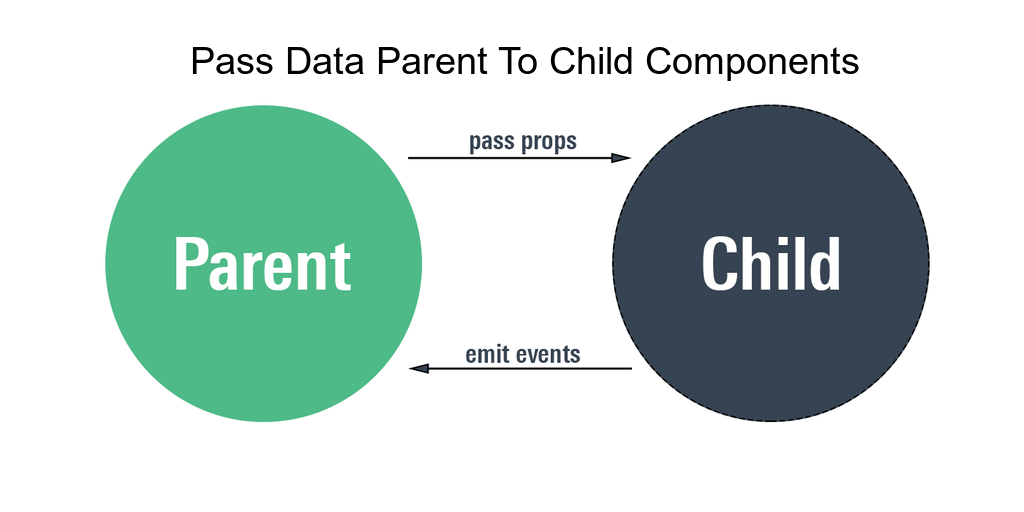 Pass Data Parent To Child Components
pass props
Parent
Child
emit events